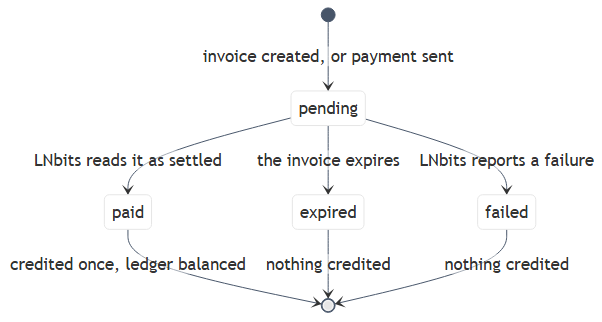 invoice created, or payment sent
pending
LNbits reads it as settled
the invoice expires
LNbits reports a failure
paid
expired
failed
credited once, ledger balanced
nothing credited
nothing credited